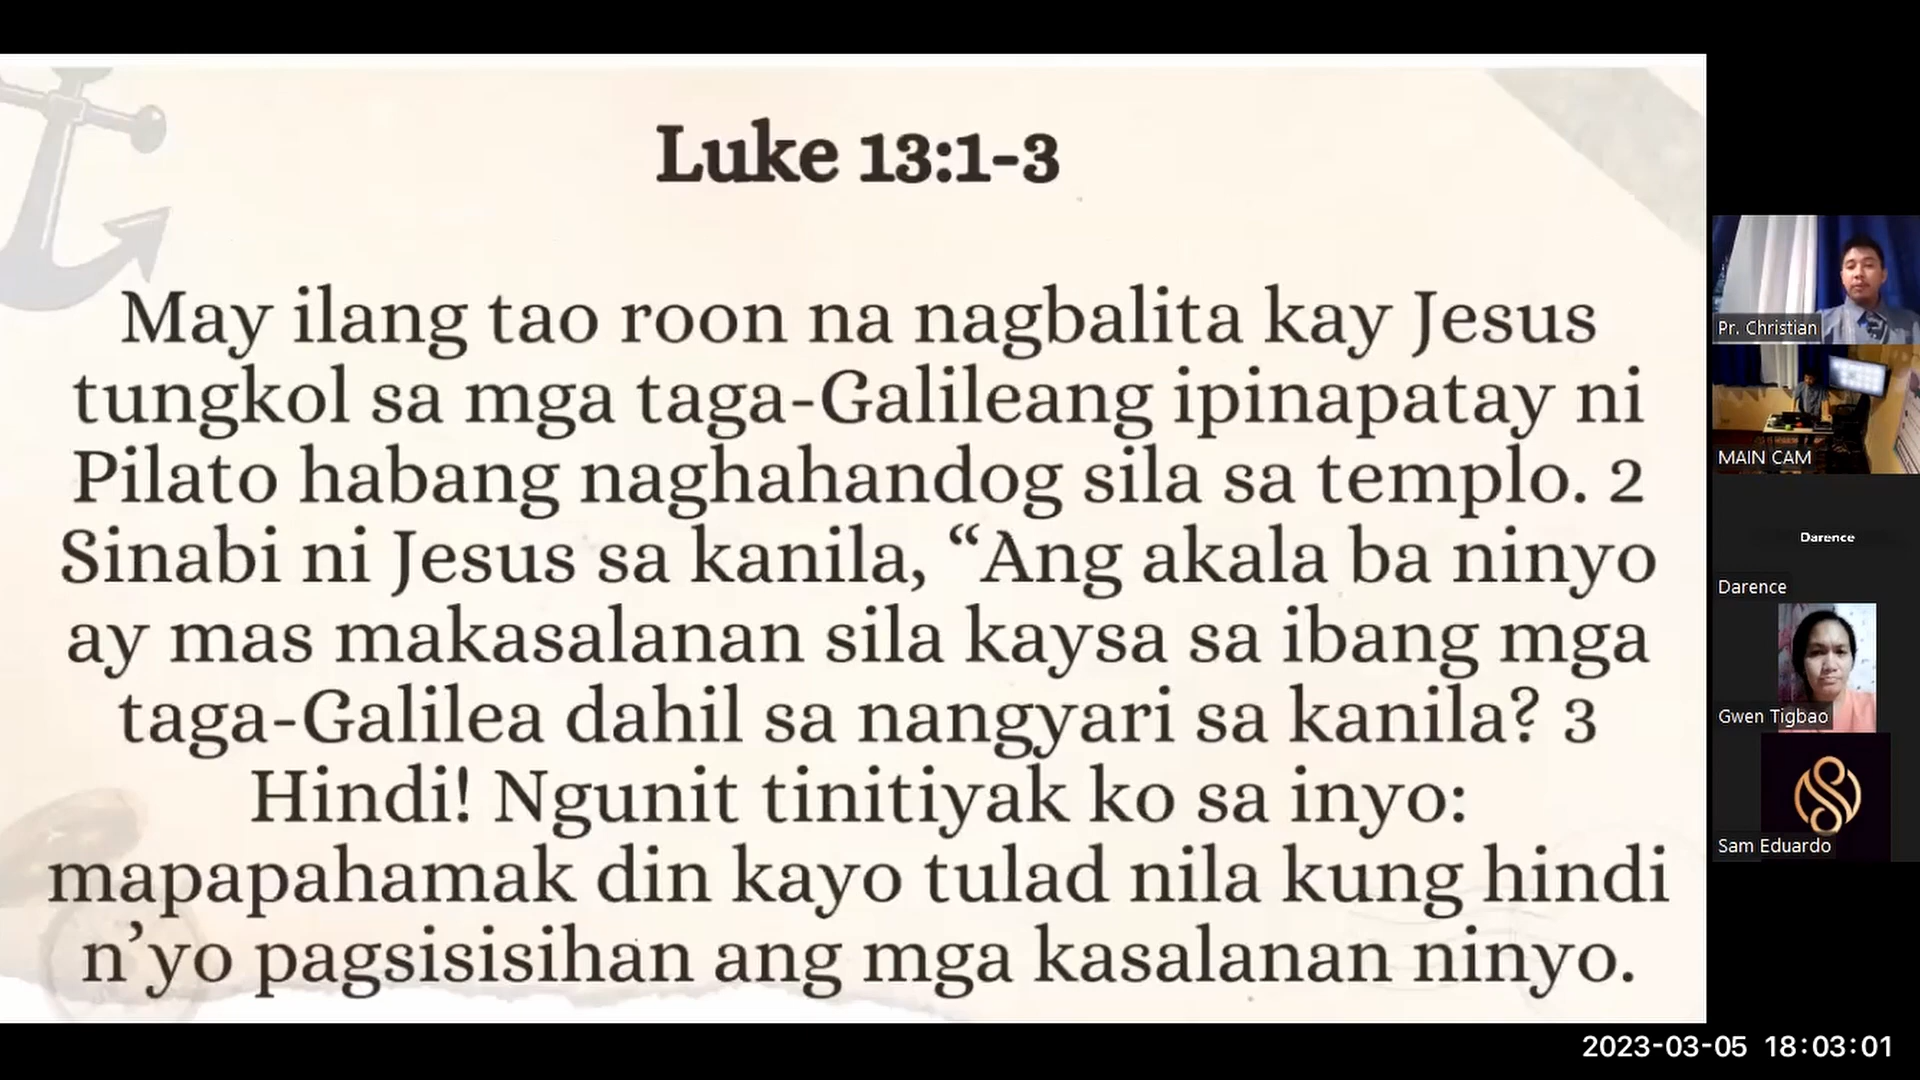 Luke 13:1-3
May ilang tao roon na nagbalita kay Jesus
tungkol sa mga taga-Galileang ipinapatay ni
Pilato habang naghahandog sila sa templo. 2
Sinabi ni Jesus sa kanila, “Ang akala ba ninyo
ay mas makasalanan sila kaysa sa ibang mga
taga-Galilea dahil sa nangyari sa kanila? 3
Hindi! Ngunit tinitiyak ko sa inyo:
mapapahamak din kayo tulad nila kung hindi
n’yo pagsisisihan ang mga kasalanan ninyo.
Pr. Christian
MAIN CAM
Darence
Darence
Gwen Tigbao
Sam Eduardo
2023-03-05 18:03:01